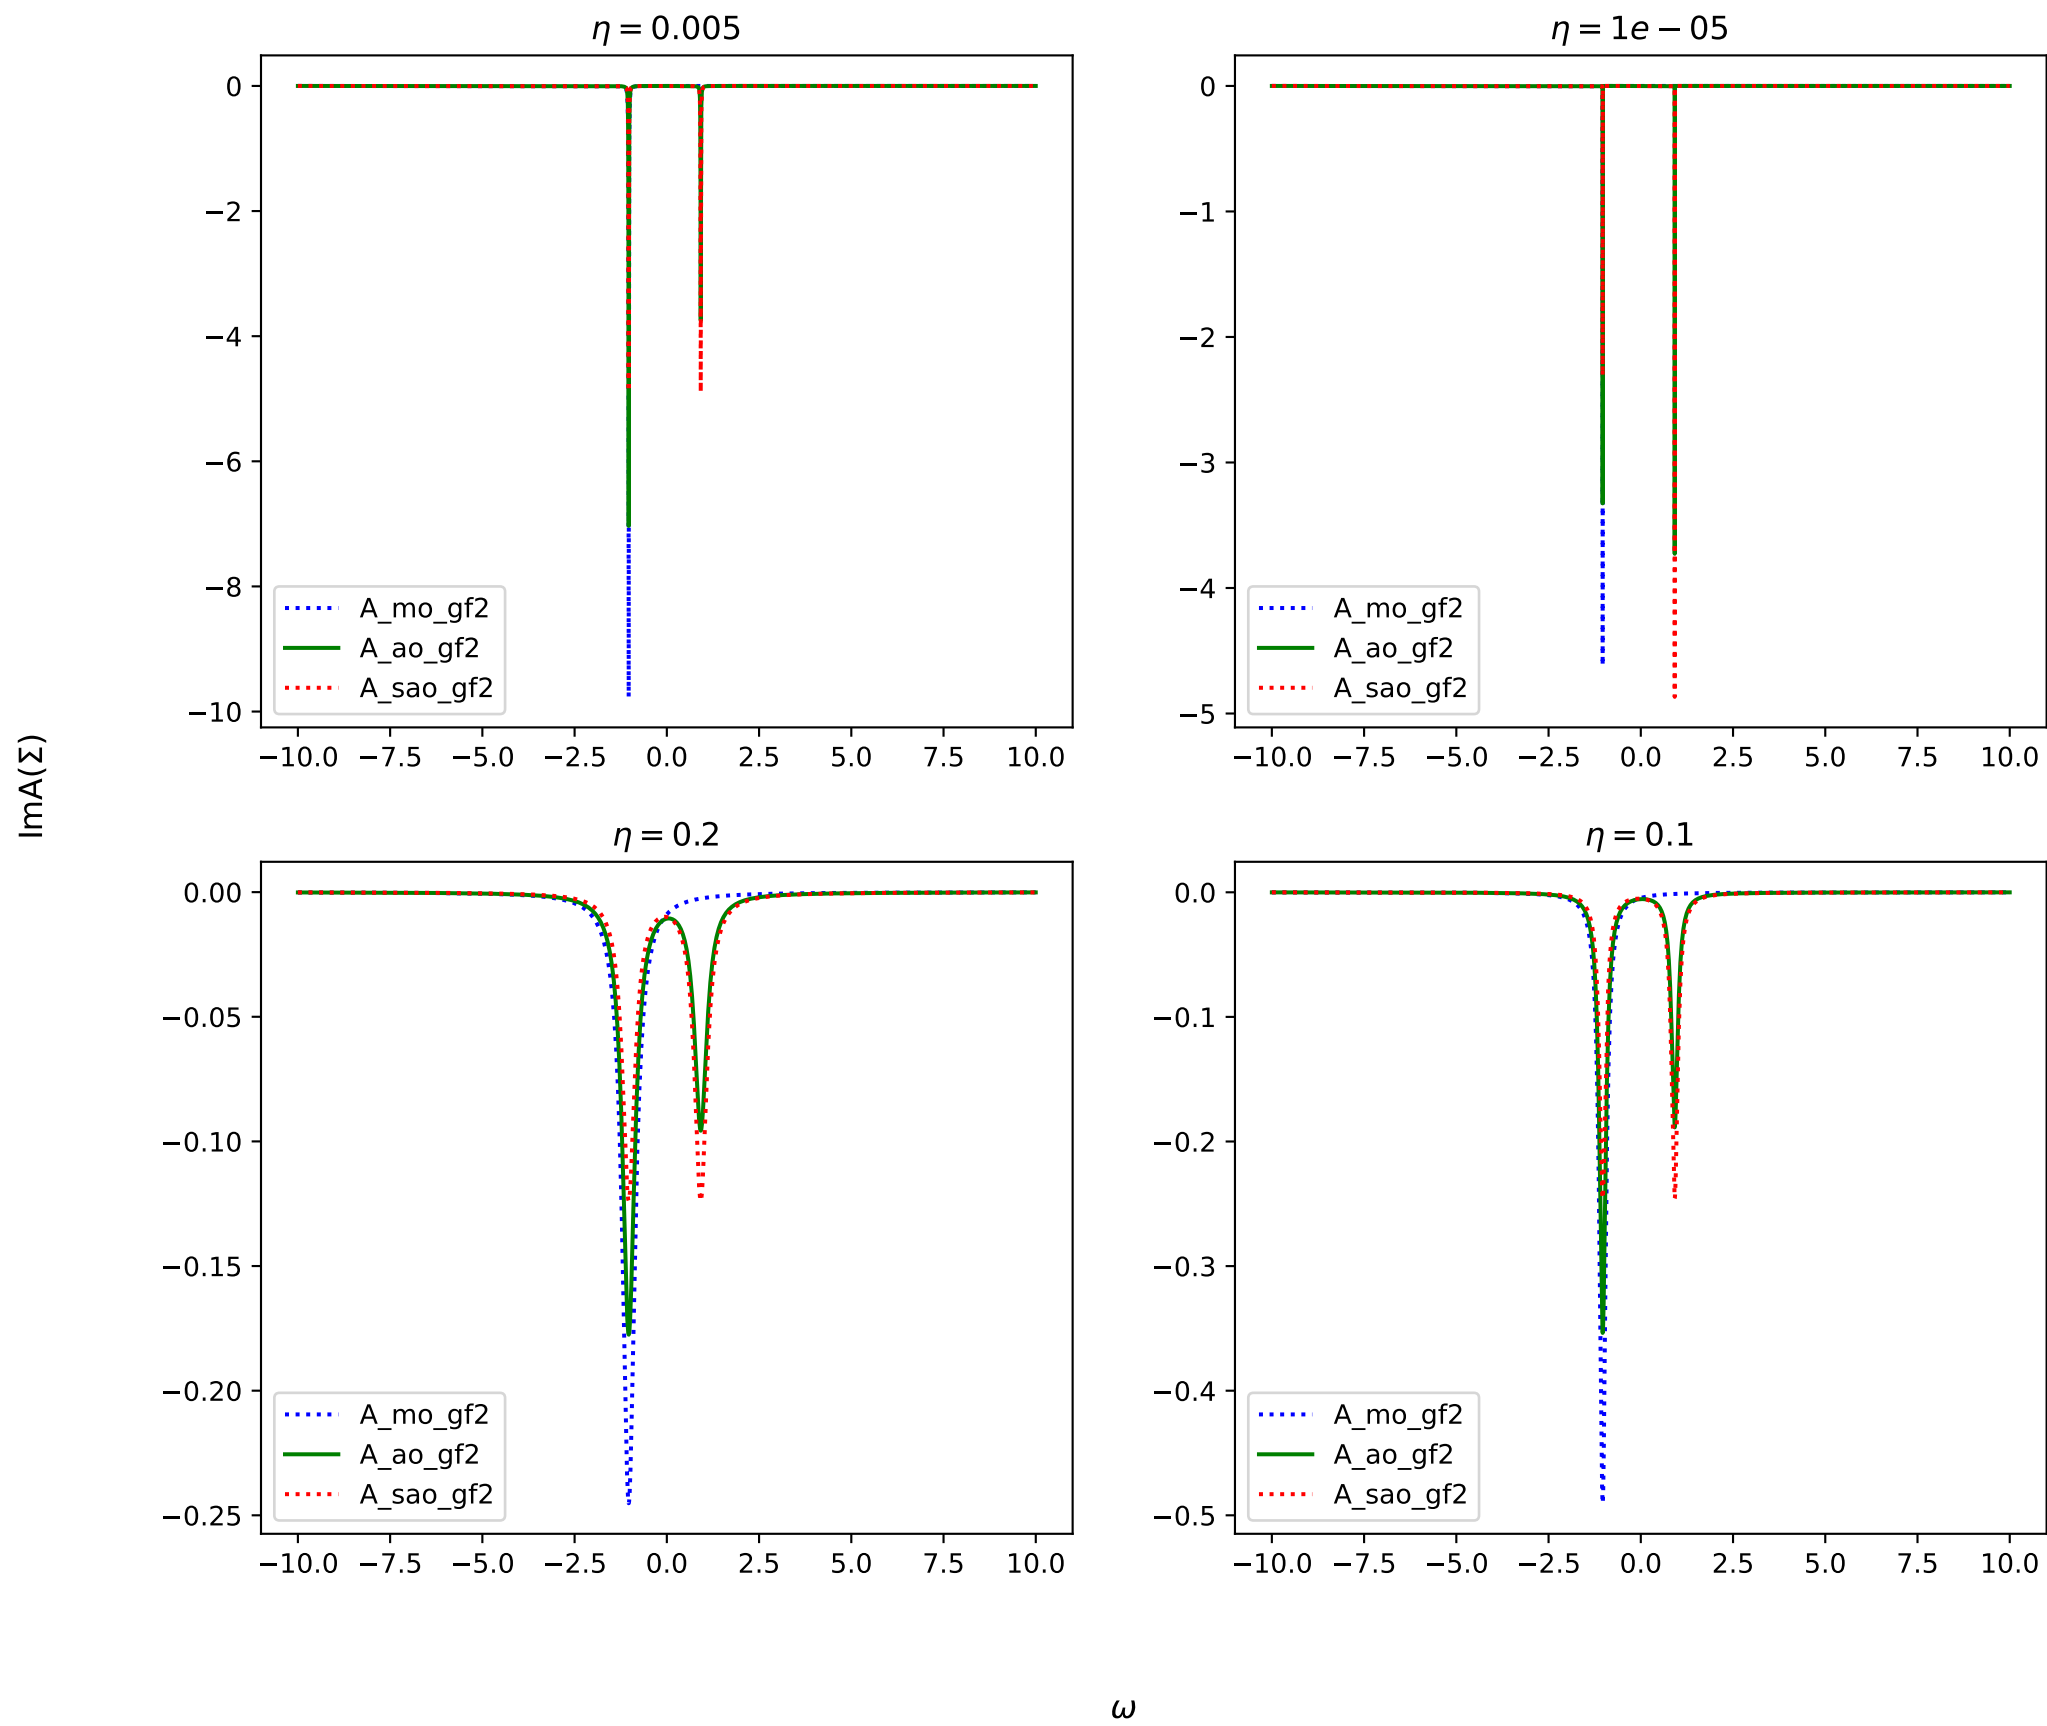 η = 0.005
0
−2
−4
−6
−8
−10
A_mo_gf2
A_ao_gf2
A_sao_gf2
−10.0 −7.5 −5.0 −2.5 0.0 2.5 5.0 7.5 10.0
η = 1e − 05
0
−1
−2
−3
−4
−5
A_mo_gf2
A_ao_gf2
A_sao_gf2
−10.0 −7.5 −5.0 −2.5 0.0 2.5 5.0 7.5 10.0
ImA(Σ)
η = 0.2
0.00
−0.05
−0.10
−0.15
−0.20
−0.25
A_mo_gf2
A_ao_gf2
A_sao_gf2
−10.0 −7.5 −5.0 −2.5 0.0 2.5 5.0 7.5 10.0
η = 0.1
0.0
−0.1
−0.2
−0.3
−0.4
−0.5
A_mo_gf2
A_ao_gf2
A_sao_gf2
−10.0 −7.5 −5.0 −2.5 0.0 2.5 5.0 7.5 10.0
ω